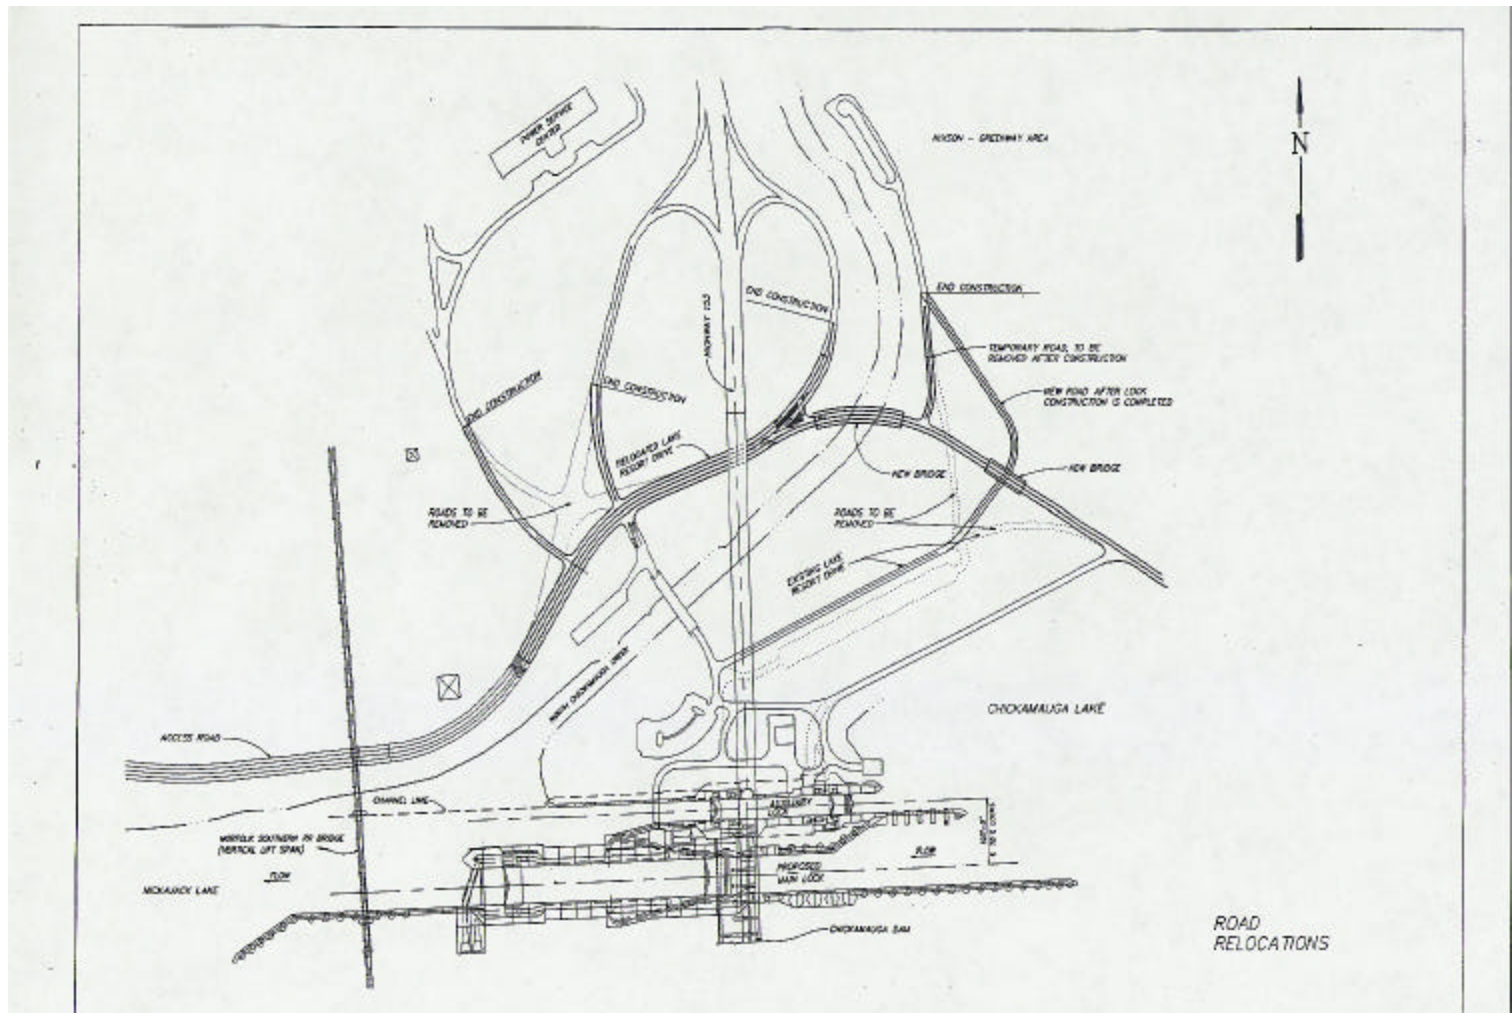 POWER SERVICE
CENTER
HIXSON - GREENWAY AREA
N
END CONSTRUCTION
END CONSTRUCTION
HIGHWAY 153
TEMPORARY ROAD, TO BE
REMOVED AFTER CONSTRUCTION
NEW ROAD AFTER LOCK
CONSTRUCTION IS COMPLETED
END CONSTRUCTION
END CONSTRUCTION
RELOCATED LAKE
RESORT DRIVE
NEW BRIDGE
NEW BRIDGE
ROADS TO BE
REMOVED
ROADS TO BE
REMOVED
EXISTING LAKE
RESORT DRIVE
NORTH CHICKAMAUGA CREEK
CHICKAMAUGA LAKE
ACCESS ROAD
CHANNEL LINE
AUXILIARY
LOCK
NORFOLK SOUTHERN RR BRIDGE
(VERTICAL LIFT SPAN)
FLOW
FLOW
PROPOSED
MAIN LOCK
NICKAJACK LAKE
CHICKAMAUGA DAM
ROAD
RELOCATIONS